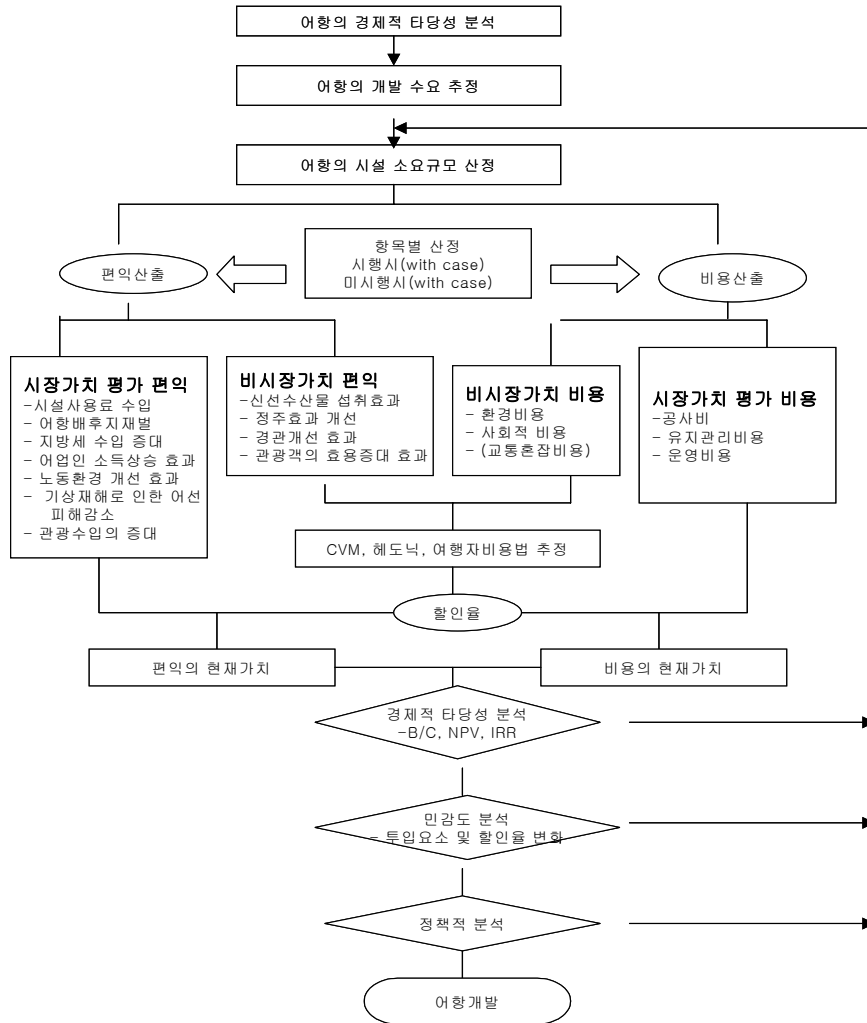 어항의 경제적 타당성 분석
어항의 개발 수요 추정
어항의 시설 소요규모 산정
항목별 산정
시행시(with case)
미시행시(with case)
편익산출
비용산출
시장가치 평가 편익
-시설사용료 수입
- 어항배후지재벌
- 지방세 수입 증대
- 어업인 소득상승 효과
- 노동환경 개선 효과
- 기상재해로 인한 어선
피해감소
- 관광수입의 증대
비시장가치 편익
-신선수산물 섭취효과
- 정주효과 개선
- 경관개선 효과
- 관광객의 효용증대 효과
비시장가치 비용
- 환경비용
- 사회적 비용
- (교통혼잡비용)
시장가치 평가 비용
-공사비
- 유지관리비용
- 운영비용
CVM, 헤도닉, 여행자비용법 추정
할인율
편익의 현재가치
비용의 현재가치
경제적 타당성 분석
-B/C, NPV, IRR
민감도 분석
- 투입요소 및 할인율 변화
정책적 분석
어항개발